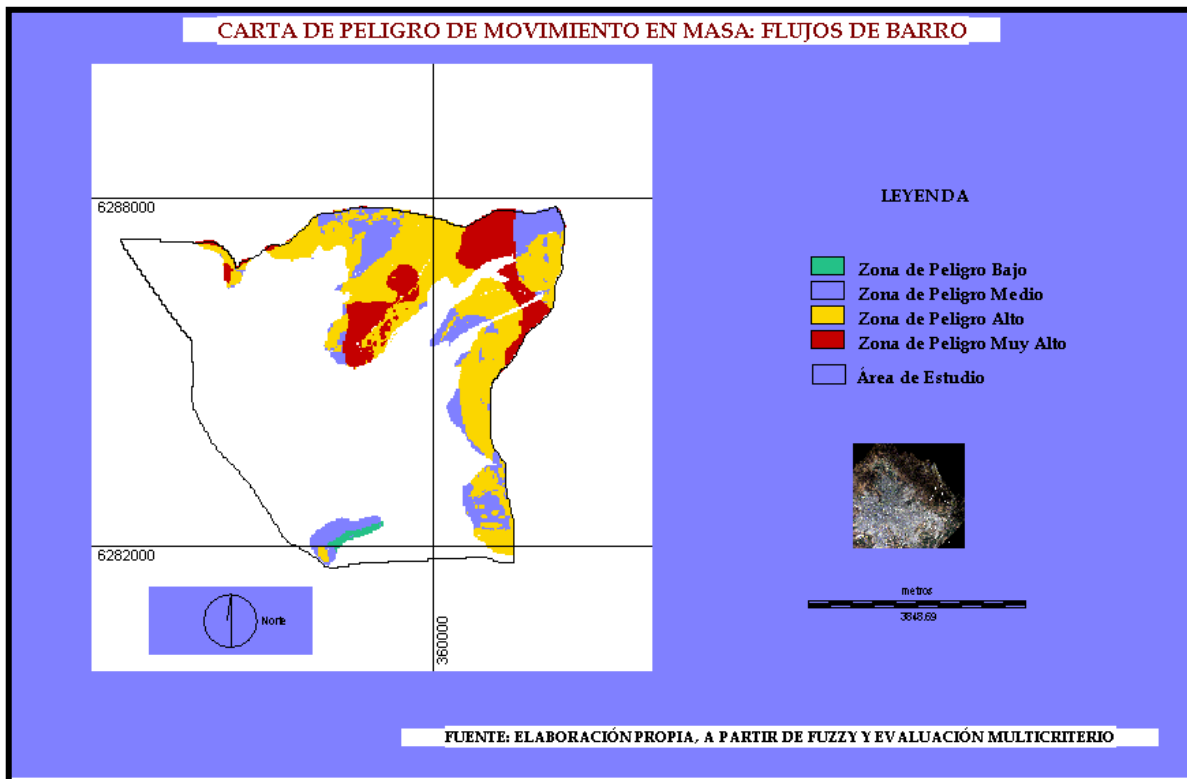 CARTA DE PELIGRO DE MOVIMIENTO EN MASA: FLUJOS DE BARRO
6288000
LEYENDA
Zona de Peligro Bajo
Zona de Peligro Medio
Zona de Peligro Alto
Zona de Peligro Muy Alto
Área de Estudio
6282000
360000
Norte
metros
3848.69
FUENTE: ELABORACIÓN PROPIA, A PARTIR DE FUZZY Y EVALUACIÓN MULTICRITERIO